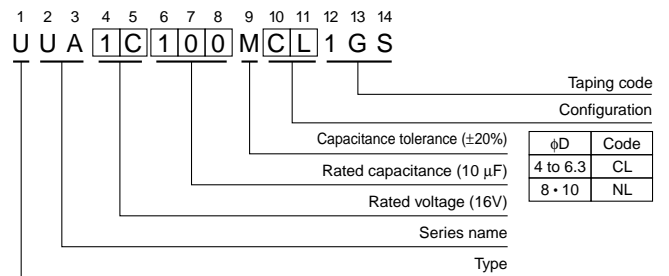 1 2 3 4 5 6 7 8 9 10 11 12 13 14
U U A 1 C 1 0 0 M C L 1 G S
Taping code
Configuration
Capacitance tolerance (±20%)
Rated capacitance (10 μF)
Rated voltage (16V)
Series name
Type
ϕD Code
4 to 6.3 CL
8 • 10 NL